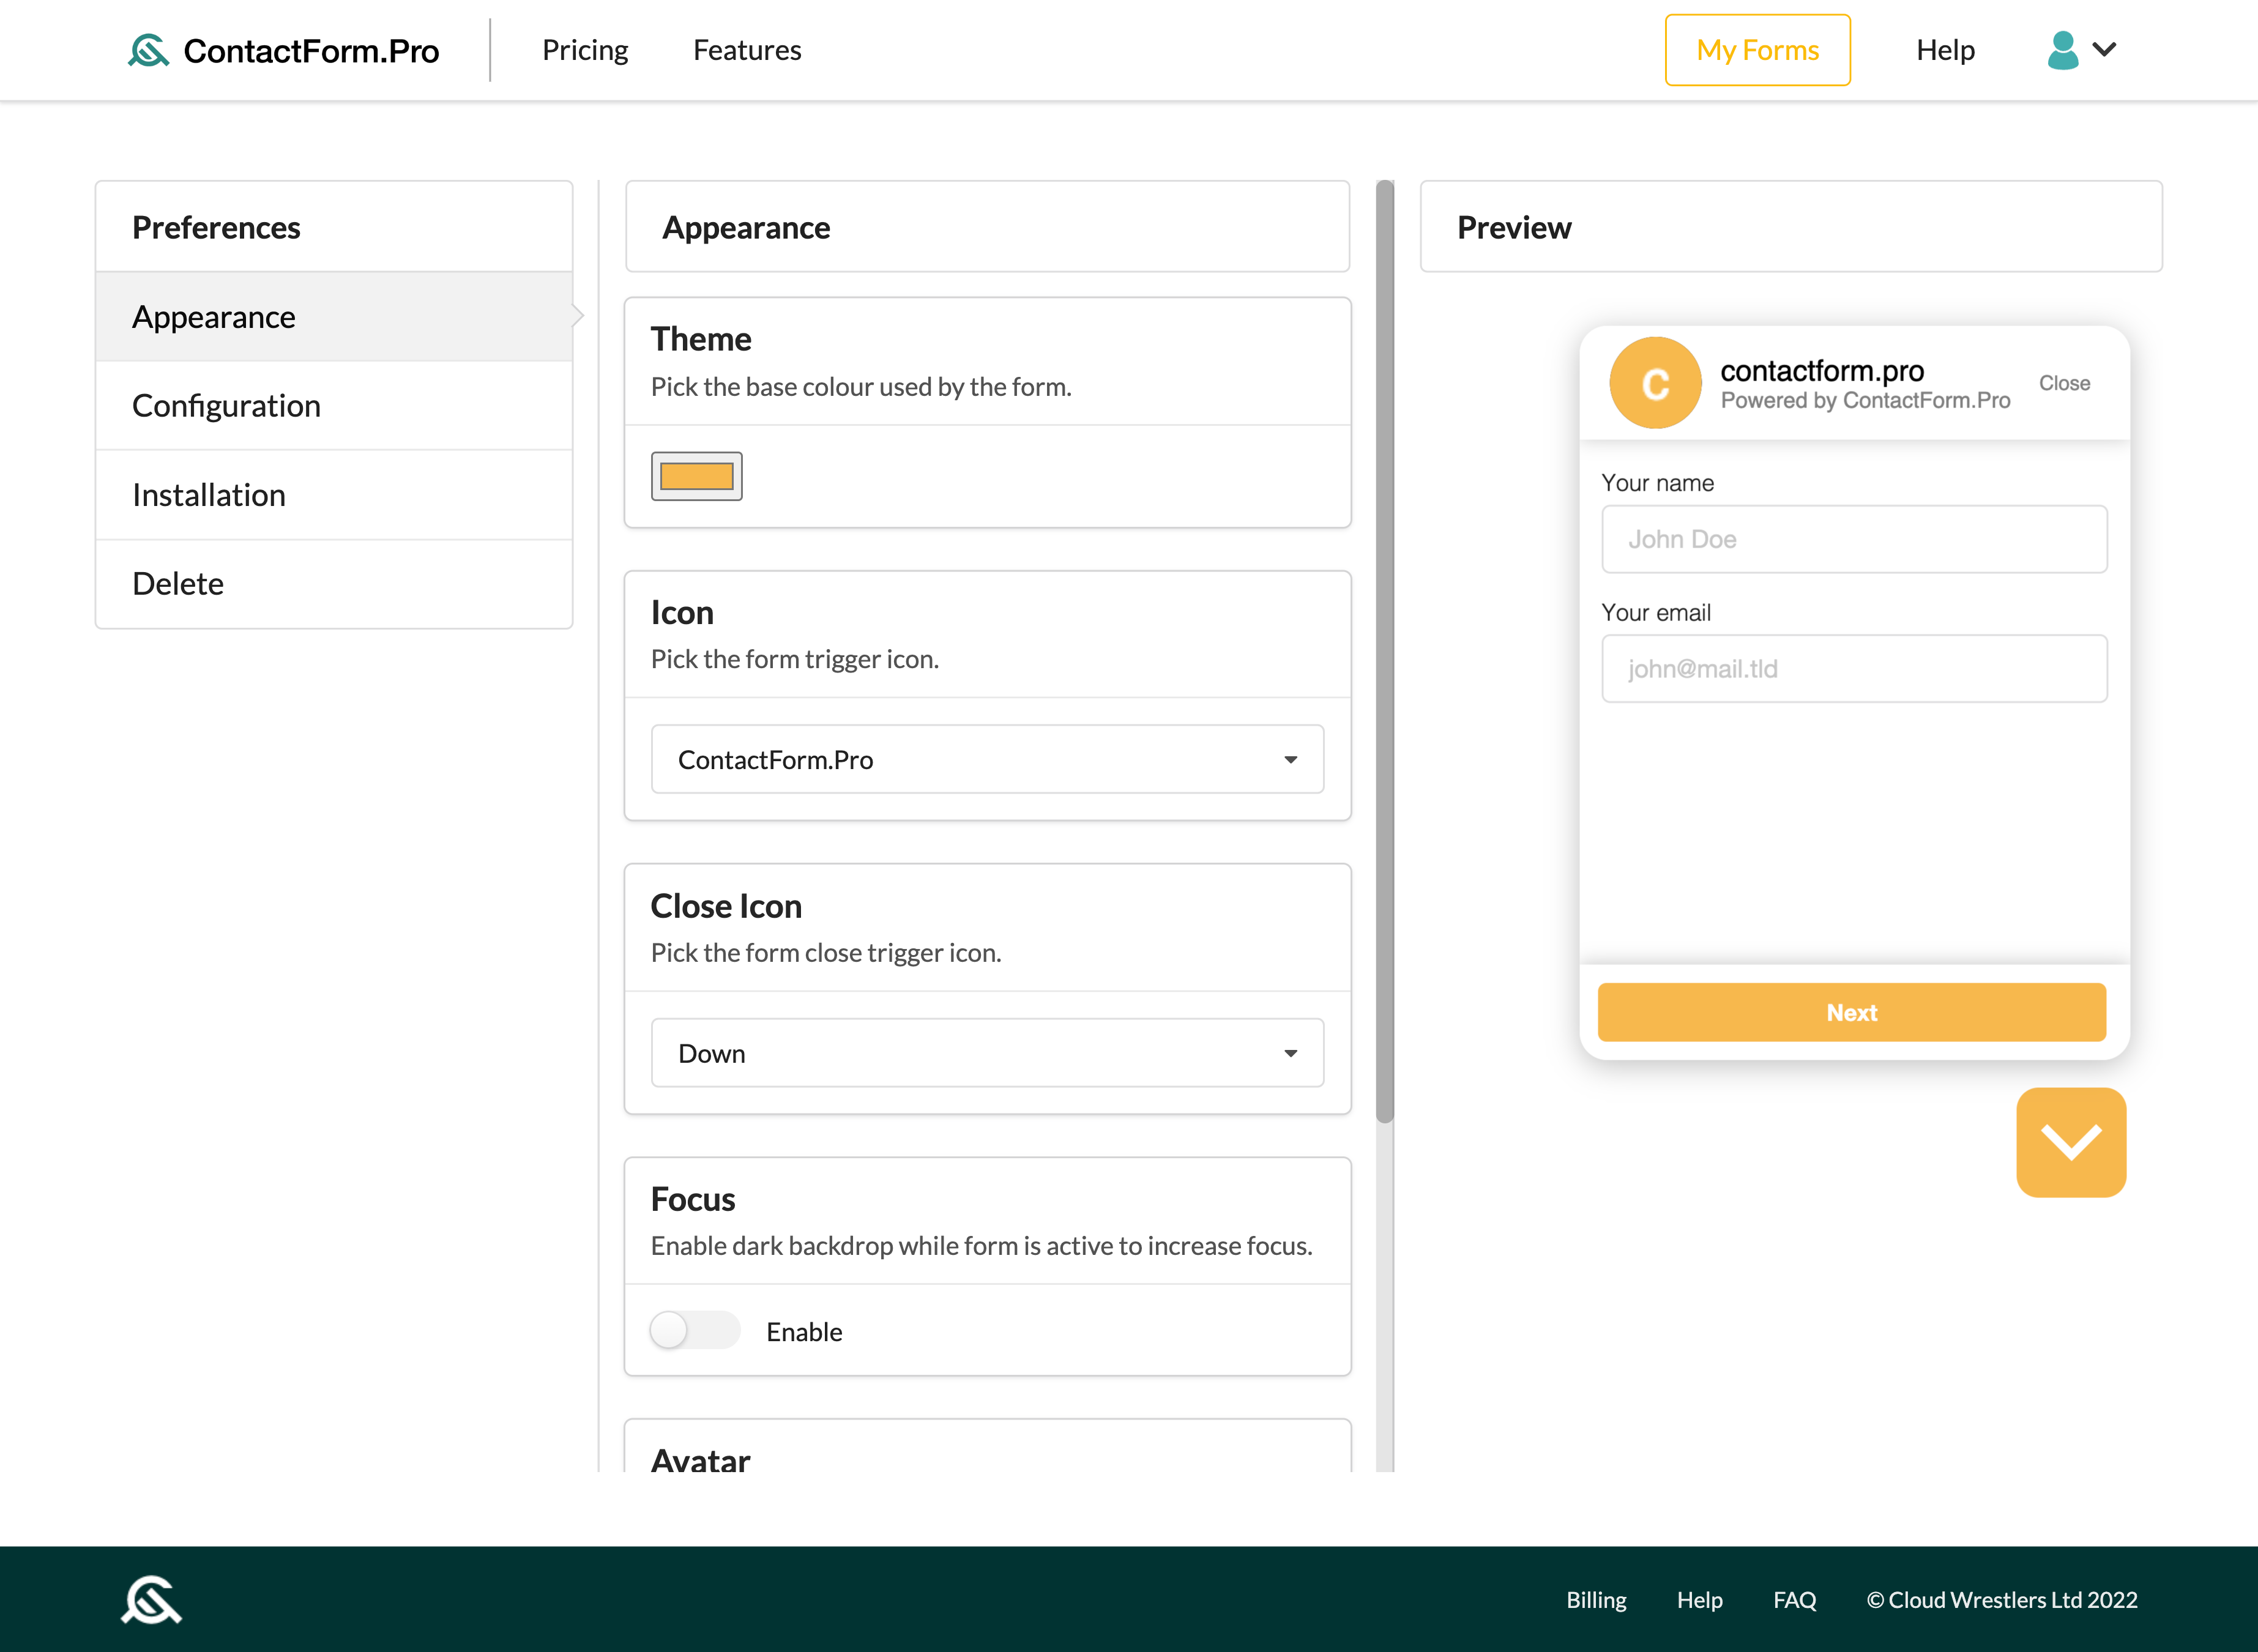 ContactForm.Pro
Pricing
Features
My Forms
Help
Preferences
Appearance
Configuration
Installation
Delete
Appearance
Theme
Pick the base colour used by the form.
Icon
Pick the form trigger icon.
ContactForm.Pro
Close Icon
Pick the form close trigger icon.
Down
Focus
Enable dark backdrop while form is active to increase focus.
Enable
Avatar
Preview
C
contactform.pro
Powered by ContactForm.Pro
Close
Your name
John Doe
Your email
john@mail.tld
Next
Billing
Help
FAQ
© Cloud Wrestlers Ltd 2022